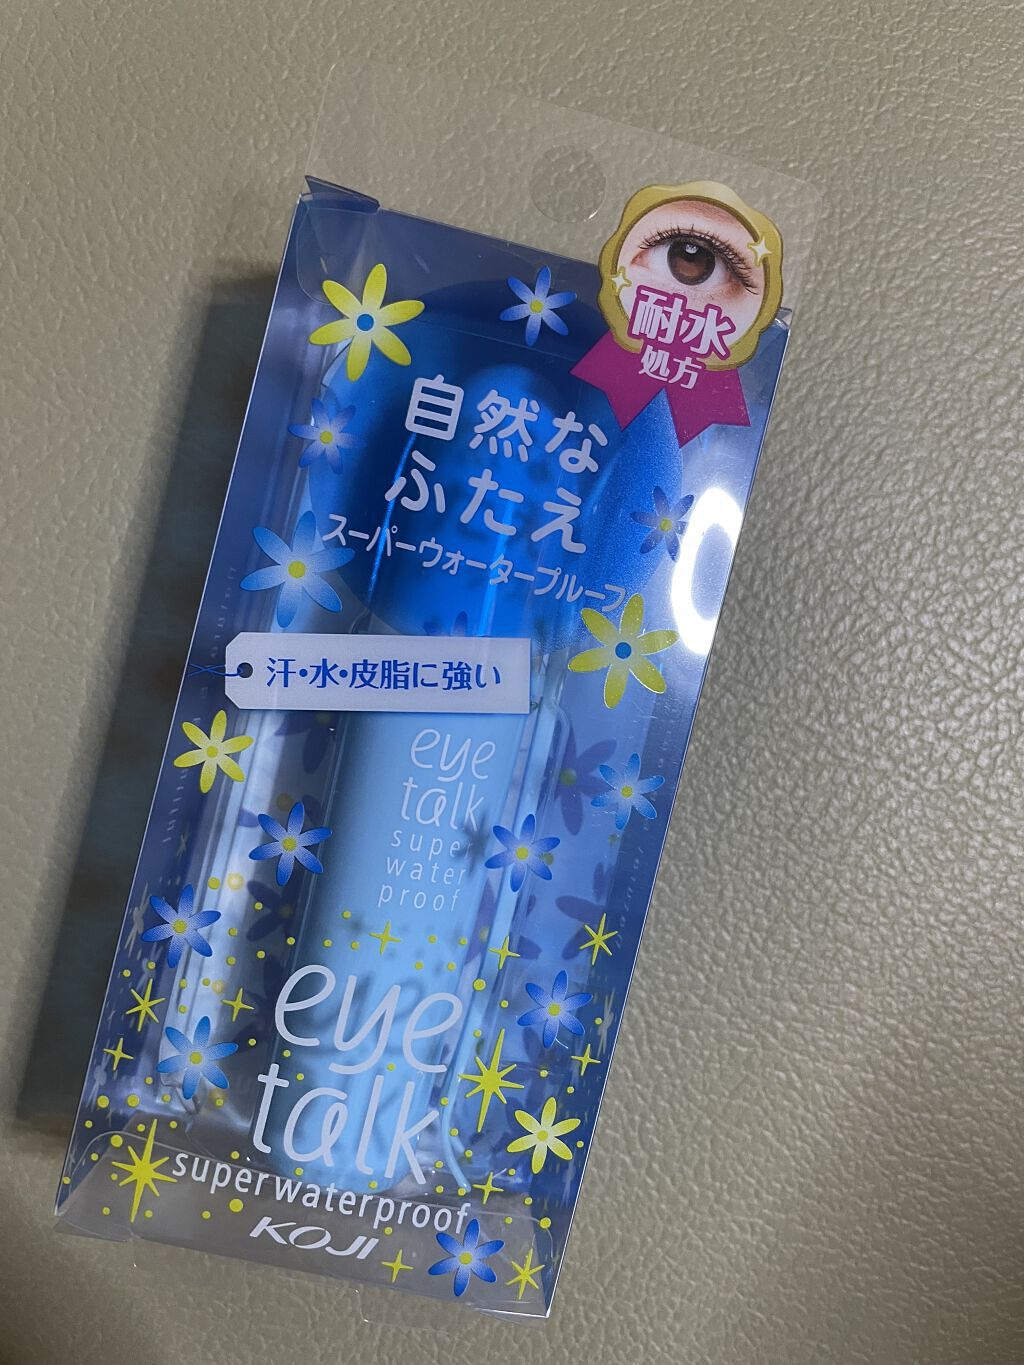 耐水
処方
自然な
ふたえ
スーパーウォータープルーフ
汗・水・皮脂に強い
eye
talk
super
water
proof
eye
talk
super waterproof
KOJI